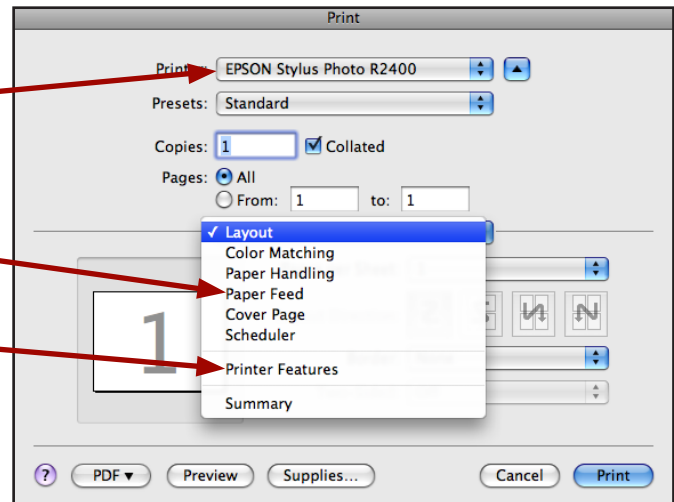 Print
Printer: EPSON Stylus Photo R2400
Presets: Standard
Copies: 1 Collated
Pages: All
From: 1 to: 1
✓ Layout
Color Matching
Paper Handling
Paper Feed
Cover Page
Scheduler
Printer Features
Summary
1
? PDF ▼ Preview Supplies... Cancel Print